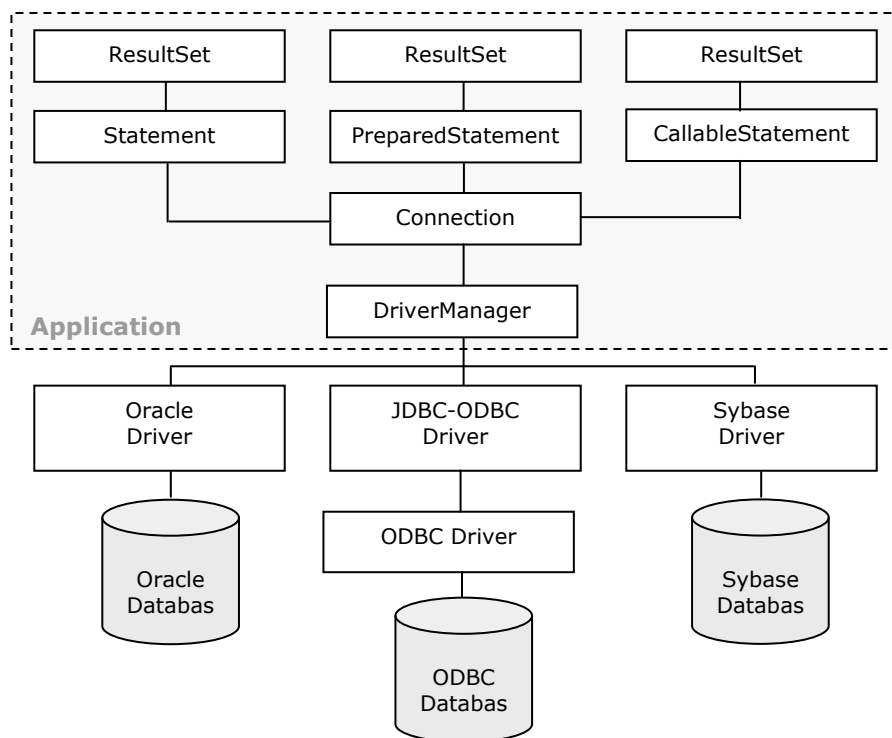 ResultSet
ResultSet
ResultSet
Statement
PreparedStatement
CallableStatement
Connection
DriverManager
Application
Oracle
Driver
JDBC-ODBC
Driver
Sybase
Driver
ODBC Driver
Oracle
Databas
Sybase
Databas
ODBC
Databas